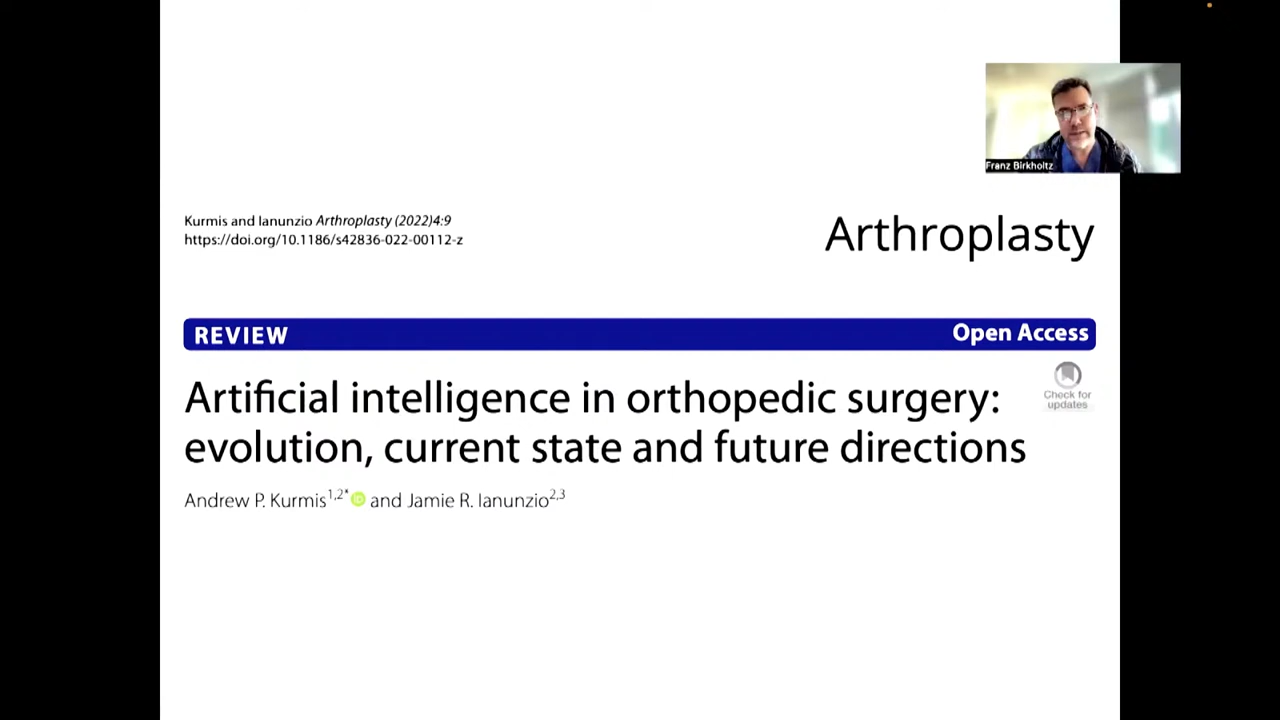 Franz Birkholtz
Kurmis and Ianunzio Arthroplasty (2022)4:9
https://doi.org/10.1186/s42836-022-00112-z
Arthroplasty
REVIEW
Open Access
Artificial intelligence in orthopedic surgery:
evolution, current state and future directions
Check for
updates
Andrew P. Kurmis1,2* iD and Jamie R. Ianunzio2,3